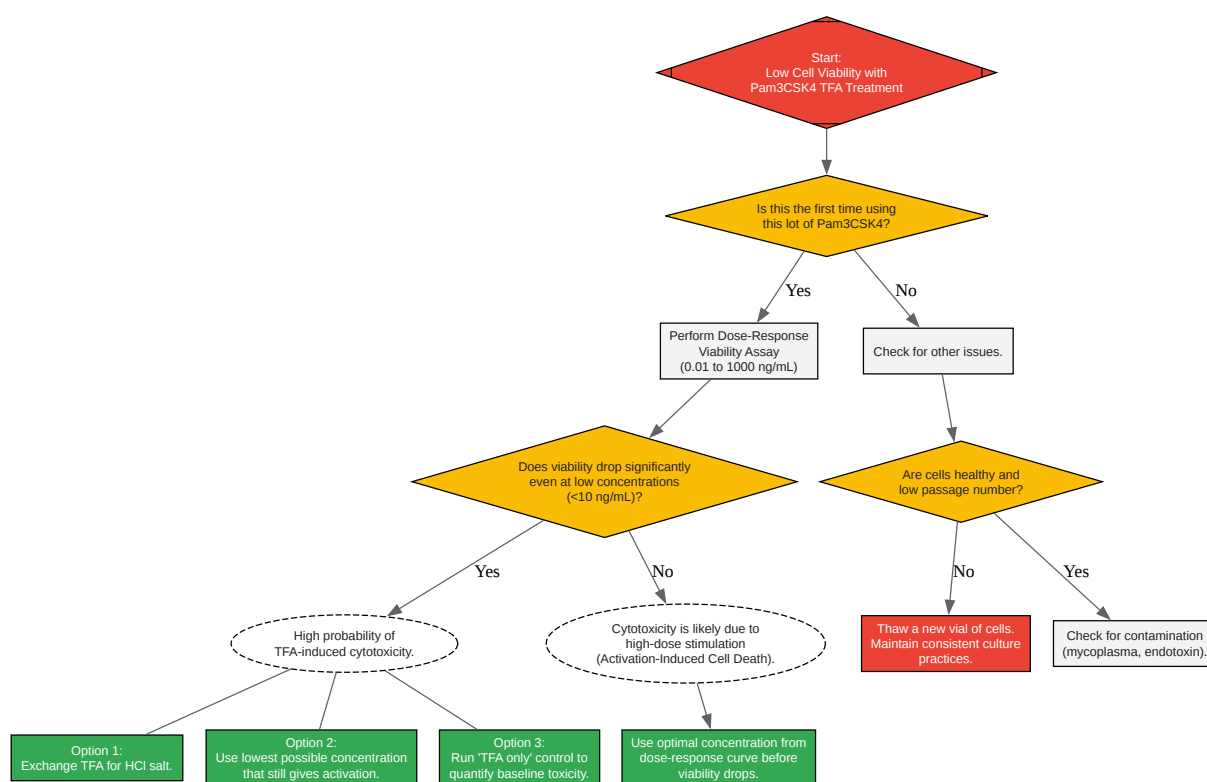 Start:
Low Cell Viability with
Pam3CSK4 TFA Treatment
Is this the first time using
this lot of Pam3CSK4?
Yes
No
Perform Dose-Response
Viability Assay
(0.01 to 1000 ng/mL)
Check for other issues.
Does viability drop significantly
even at low concentrations
(<10 ng/mL)?
Are cells healthy and
low passage number?
Yes
No
No
Yes
High probability of
TFA-induced cytotoxicity.
Cytotoxicity is likely due to
high-dose stimulation
(Activation-Induced Cell Death).
Thaw a new vial of cells.
Maintain consistent culture
practices.
Check for contamination
(mycoplasma, endotoxin).
Option 1:
Exchange TFA for HCl salt.
Option 2:
Use lowest possible concentration
that still gives activation.
Option 3:
Run 'TFA only' control to
quantify baseline toxicity.
Use optimal concentration from
dose-response curve before
viability drops.